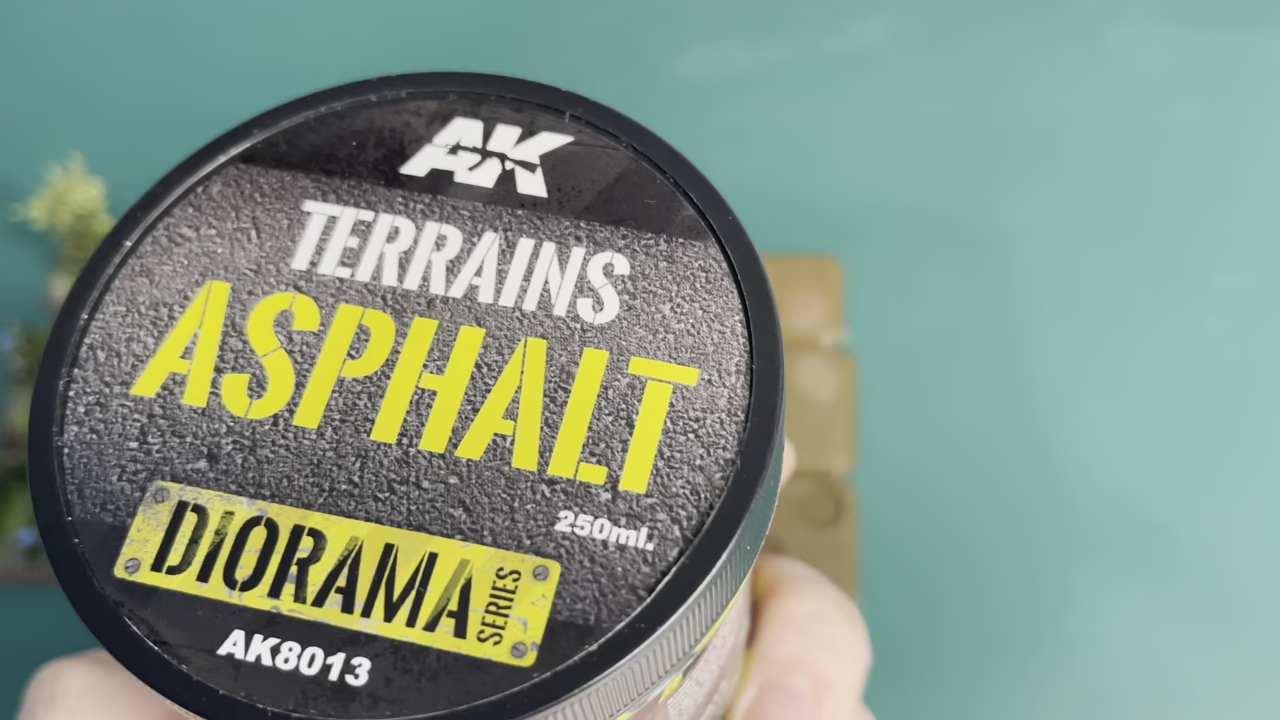 AK
TERRAINS
ASPHALT
250ml.
DIORAMA SERIES
AK8013